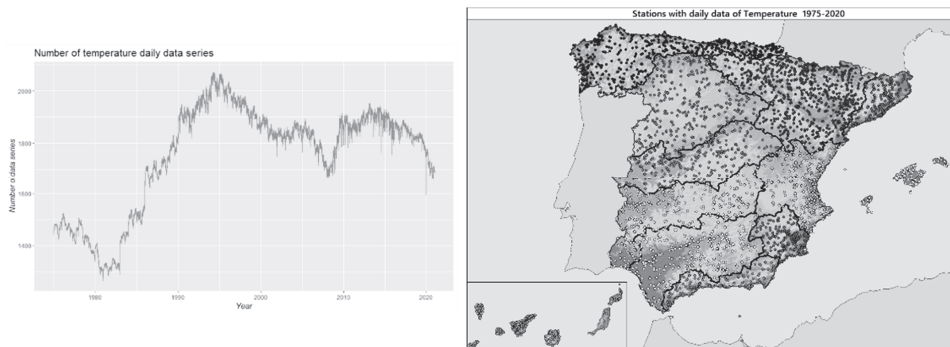 Number of temperature daily data series
Number o data series
2000
1800
1600
1400
1980
1990
2000
2010
2020
Year
Stations with daily data of Temperature 1975-2020